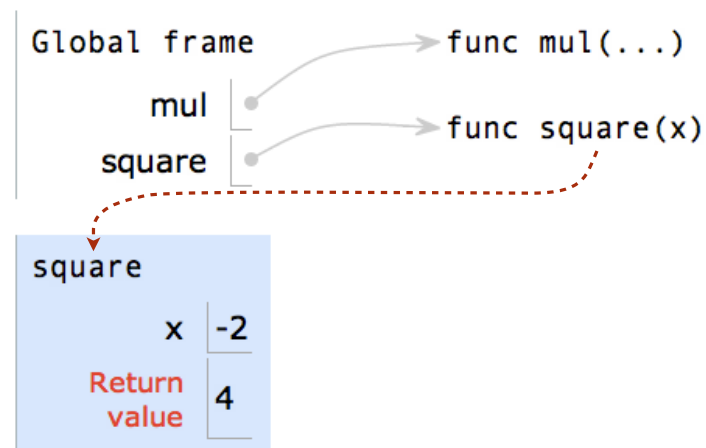 Global frame
func mul(...)
mul
func square(x)
square
square
x -2
Return
value 4